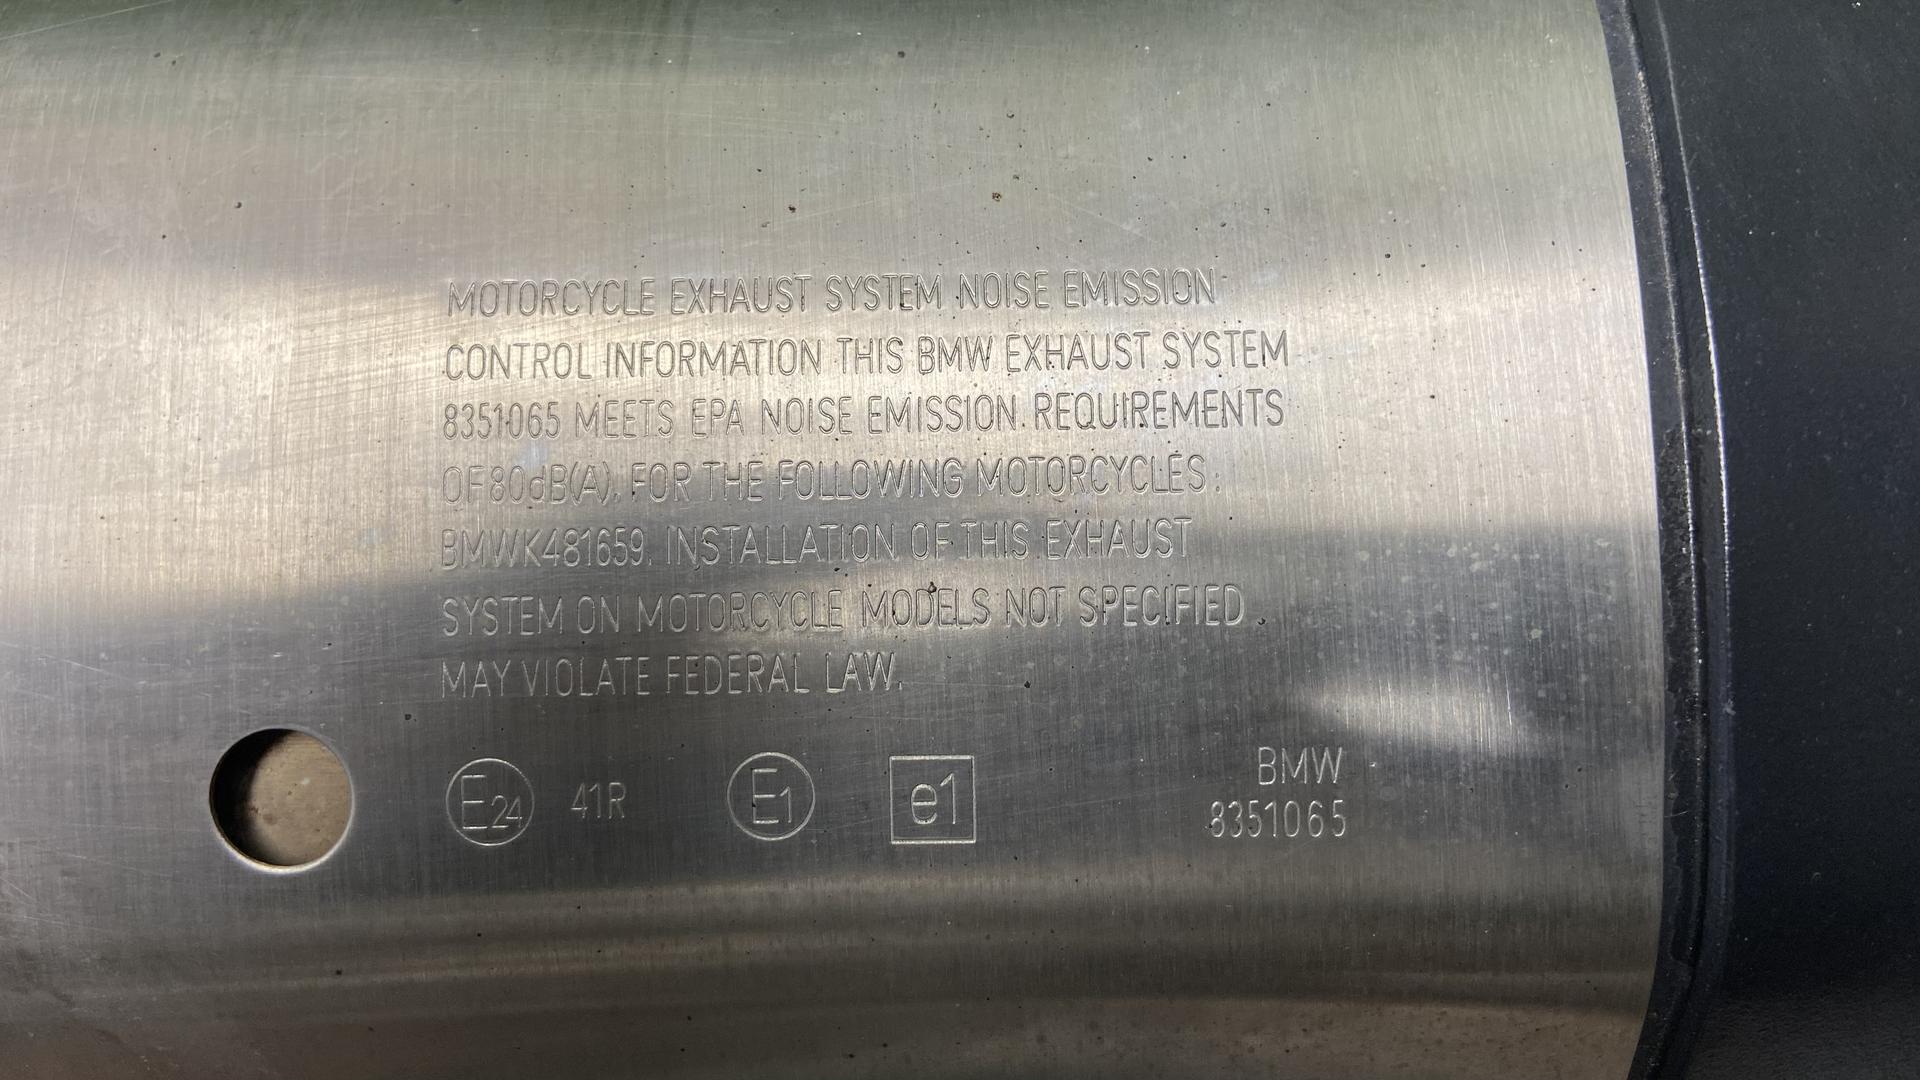 MOTORCYCLE EXHAUST SYSTEM NOISE EMISSION
CONTROL INFORMATION THIS BMW EXHAUST SYSTEM
8351065 MEETS EPA NOISE EMISSION REQUIREMENTS
OF 80dB(A), FOR THE FOLLOWING MOTORCYCLES:
BMWK481659. INSTALLATION OF THIS EXHAUST
SYSTEM ON MOTORCYCLE MODELS NOT SPECIFIED
MAY VIOLATE FEDERAL LAW.
E24 41R E1 e1
BMW
8351065